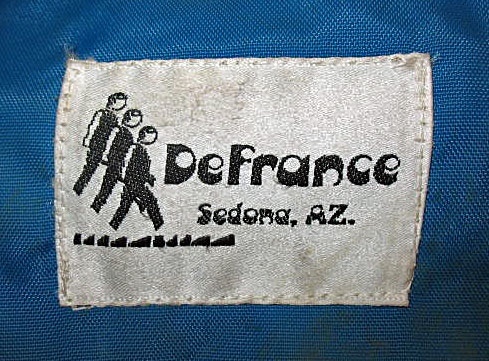 DeFrance
Sedona, AZ.